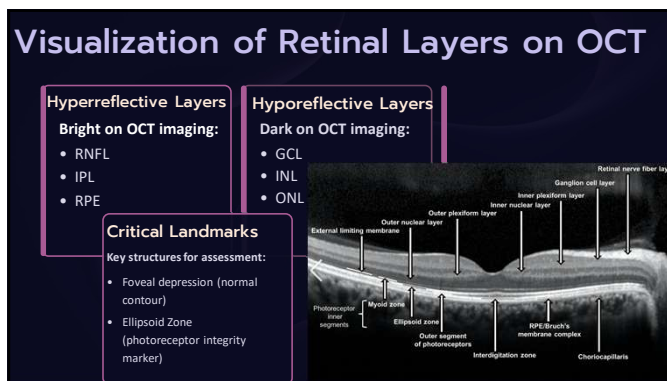 Visualization of Retinal Layers on OCT
Hyperreflective Layers
Bright on OCT imaging:
• RNFL
• IPL
• RPE
Hyporeflective Layers
Dark on OCT imaging:
• GCL
• INL
• ONL
Critical Landmarks
Key structures for assessment:
• Foveal depression (normal
contour)
• Ellipsoid Zone
(photoreceptor integrity
marker)
Retinal nerve fiber lay
Ganglion cell layer
Inner plexiform layer
Inner nuclear layer
Outer plexiform layer
Outer nuclear layer
External limiting membrane
Photoreceptor
inner
segments
Myoid zone
Ellipsoid zone
Outer segment
of photoreceptors
Interdigitation zone
RPE/Bruch's
membrane complex
Choriocapillaris